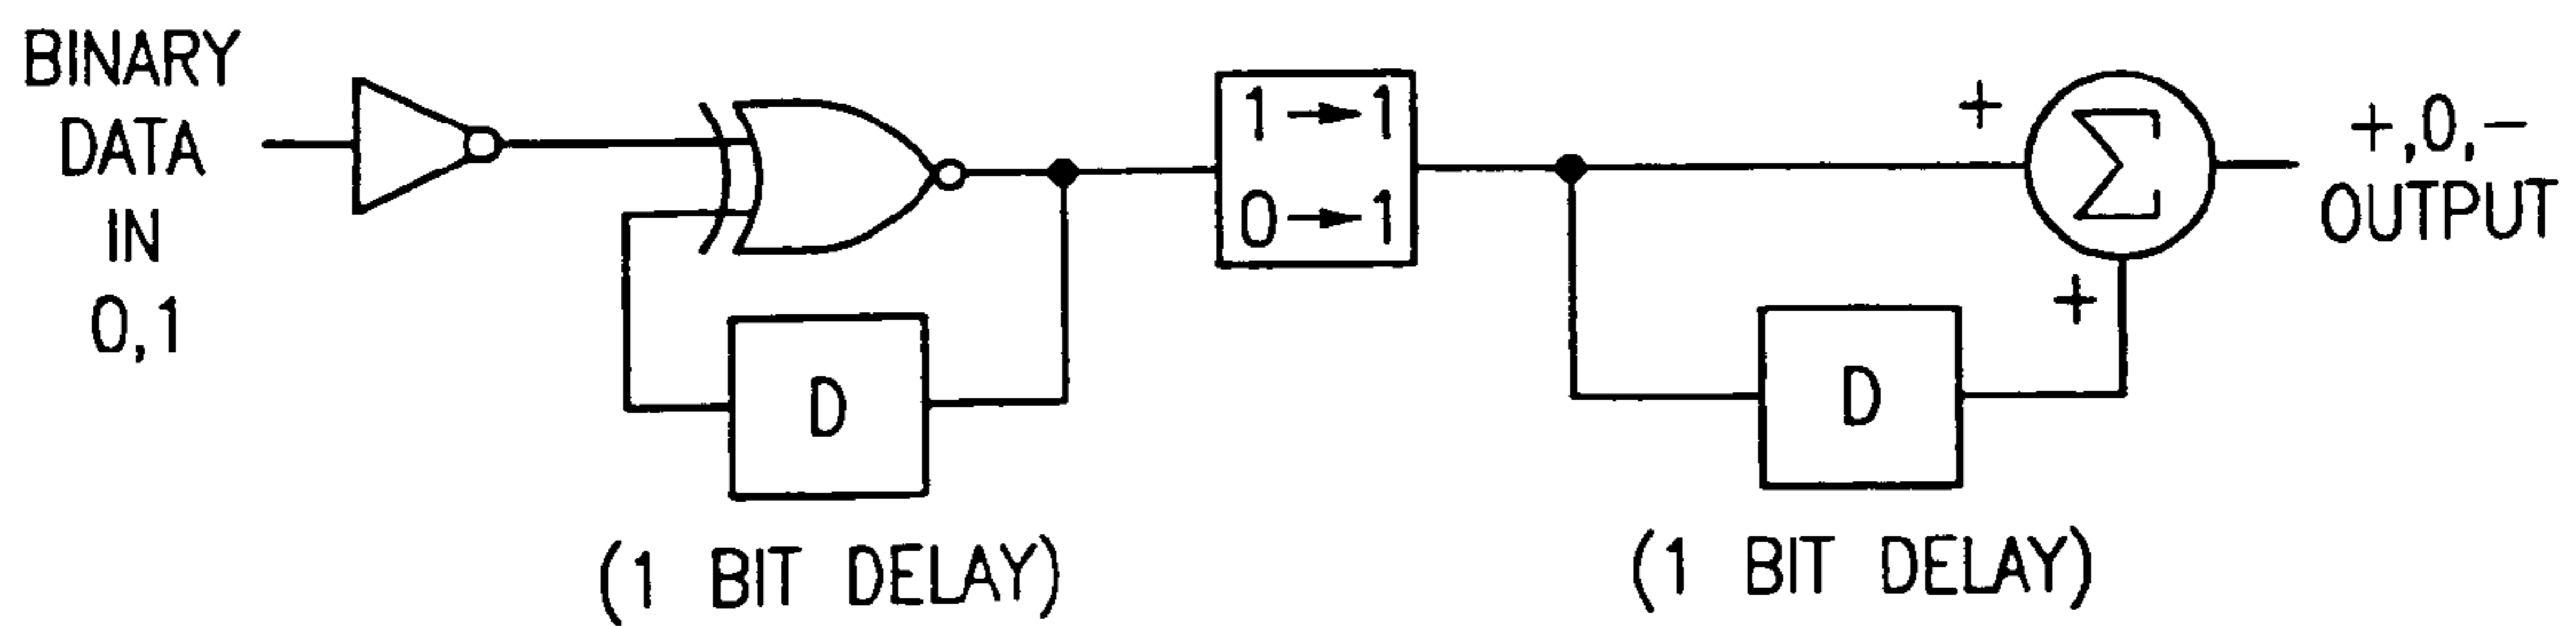 BINARY
DATA
IN
0,1
1→1
0→1
D
(1 BIT DELAY)
+
Σ
+
D
(1 BIT DELAY)
+,0,−
OUTPUT